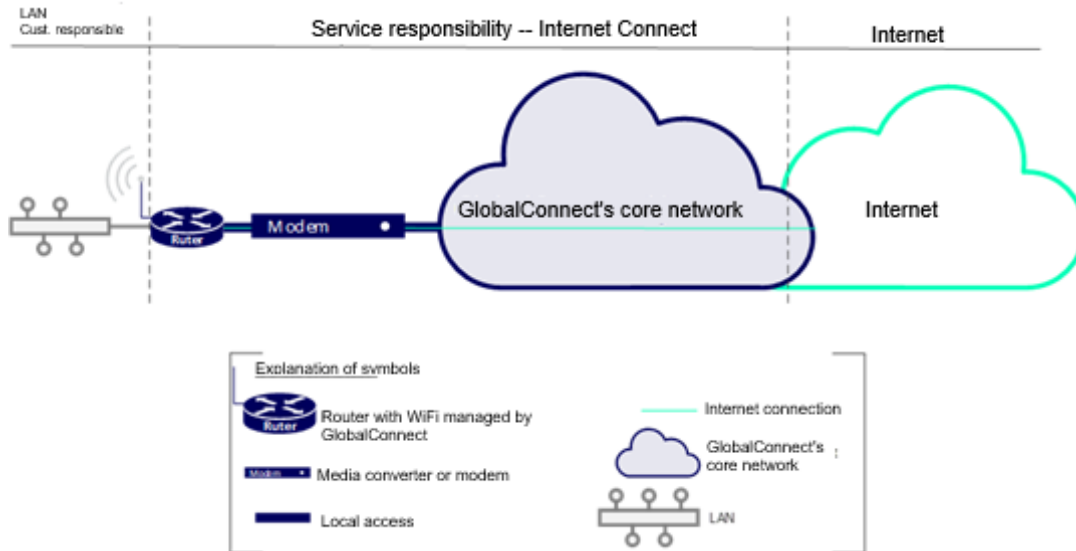 LAN
Cust. responsible
Service responsibility -- Internet Connect
Internet
Ruter
Modem
GlobalConnect's core network
Internet
Explanation of symbols
Ruter
Router with WiFi managed by
GlobalConnect
Modem
Media converter or modem
Local access
Internet connection
GlobalConnect's
core network
LAN